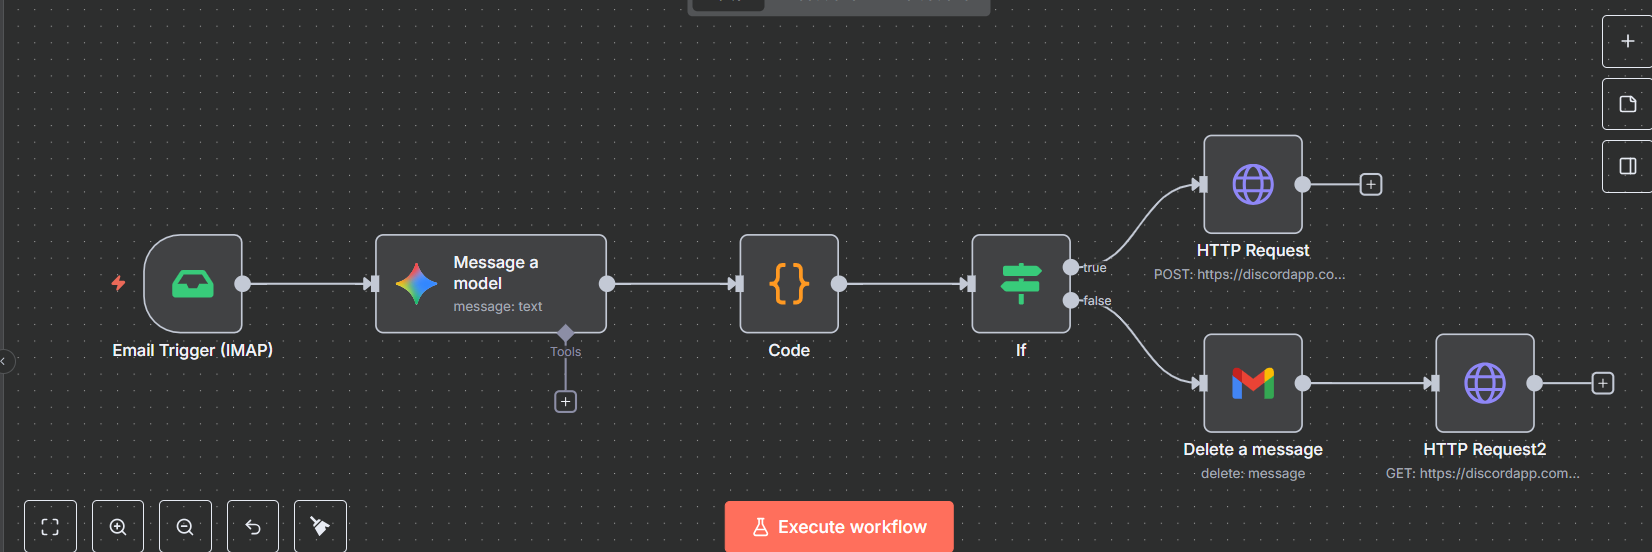 Message a
model
message: text
Email Trigger (IMAP)
Tools
Code
If
true
false
HTTP Request
POST: https://discordapp.co...
Delete a message
delete: message
HTTP Request2
GET: https://discordapp.com...
Execute workflow